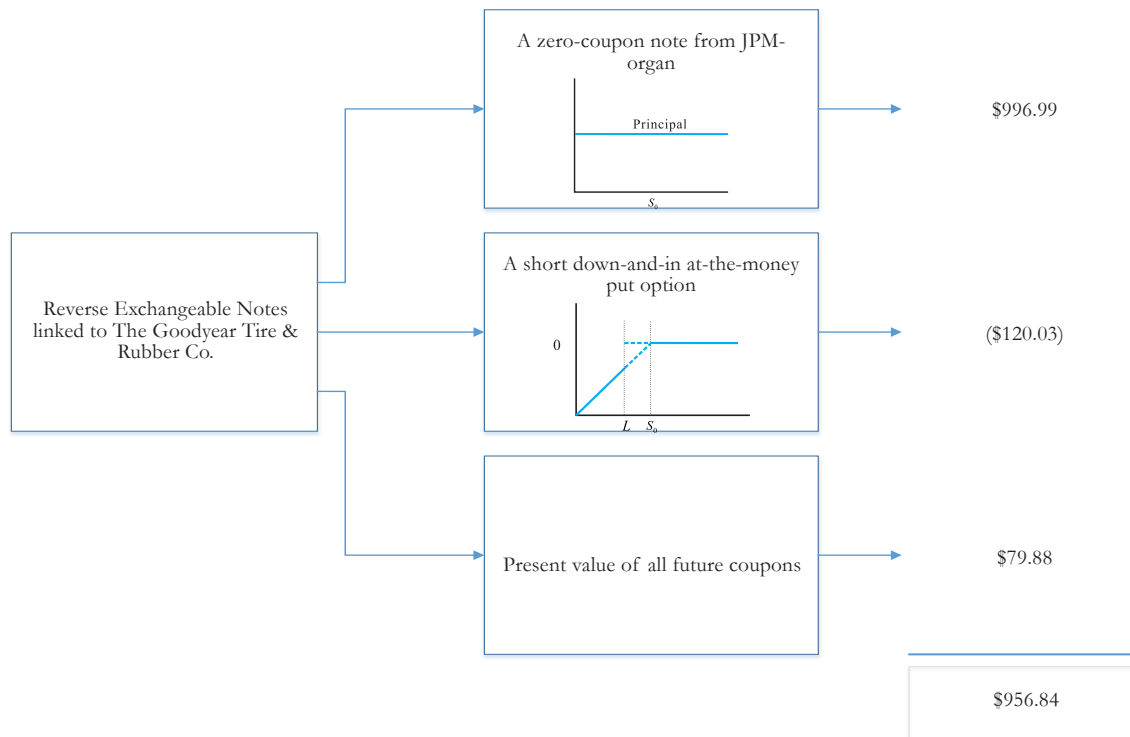 A zero-coupon note from JPM-
organ
Principal
S₀
$996.99
Reverse Exchangeable Notes
linked to The Goodyear Tire &
Rubber Co.
A short down-and-in at-the-money
put option
0
L S₀
($120.03)
Present value of all future coupons
$79.88
$956.84